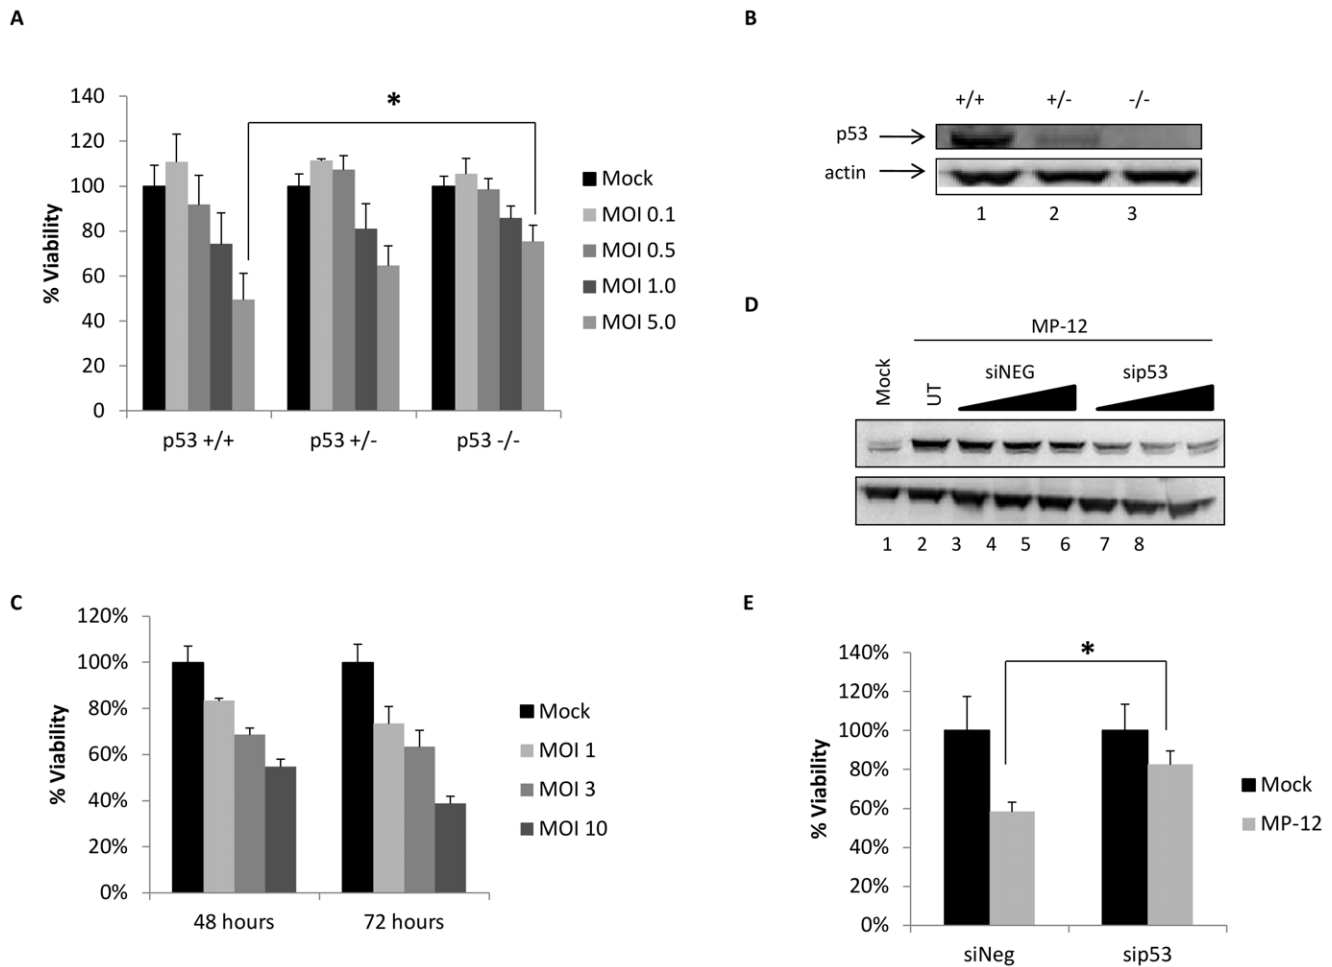 A
140
120
100
80
60
40
20
0
% Viability
*
p53 +/+ p53 +/- p53 -/-
Mock
MOI 0.1
MOI 0.5
MOI 1.0
MOI 5.0
B
+/+ +/- -/-
p53
actin
1 2 3
C
120%
100%
80%
60%
40%
20%
0%
% Viability
48 hours 72 hours
Mock
MOI 1
MOI 3
MOI 10
D
MP-12
Mock UT siNEG sip53
1 2 3 4 5 6 7 8
E
140%
120%
100%
80%
60%
40%
20%
0%
% Viability
*
siNeg sip53
Mock
MP-12